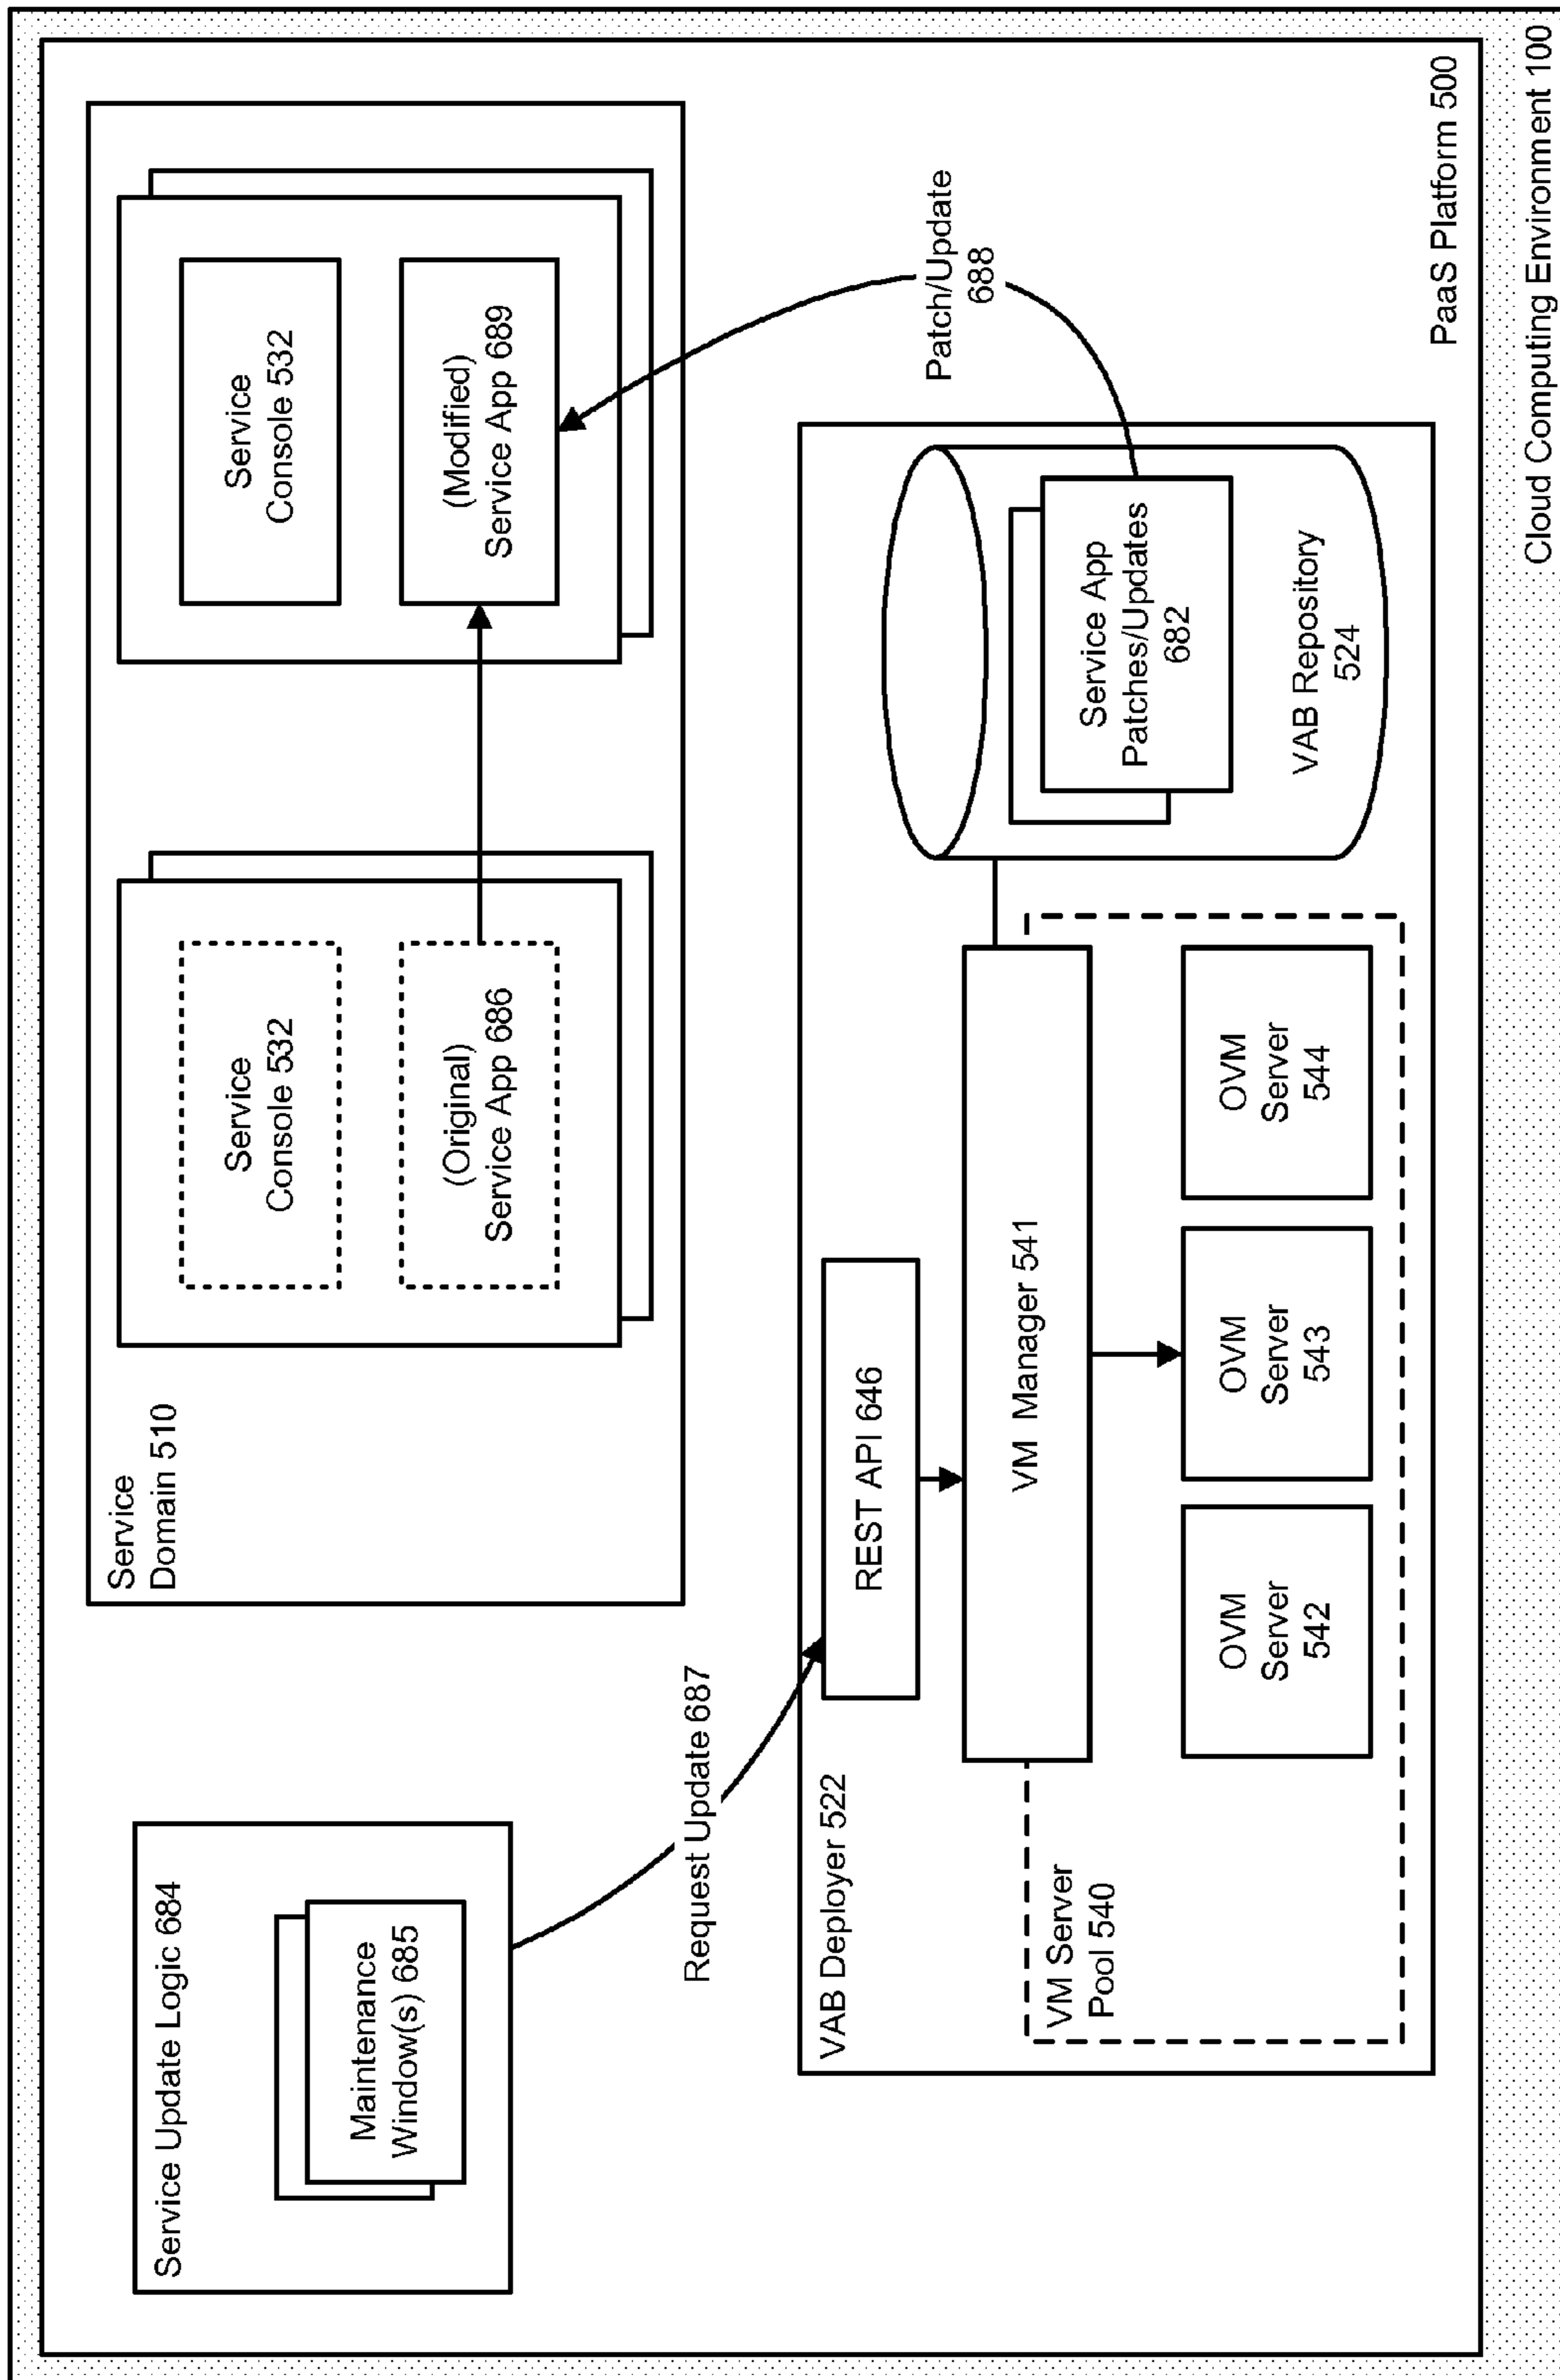 Service Update Logic 684
Maintenance
Window(s) 685
Service
Domain 510
Service
Console 532
(Original)
Service App 686
Service
Console 532
(Modified)
Service App 689
Request Update 687
Patch/Update
688
VAB Deployer 522
REST API 646
VM Manager 541
VM Server
Pool 540
OVM
Server
542
OVM
Server
543
OVM
Server
544
Service App
Patches/Updates
682
VAB Repository
524
PaaS Platform 500
Cloud Computing Environment 100